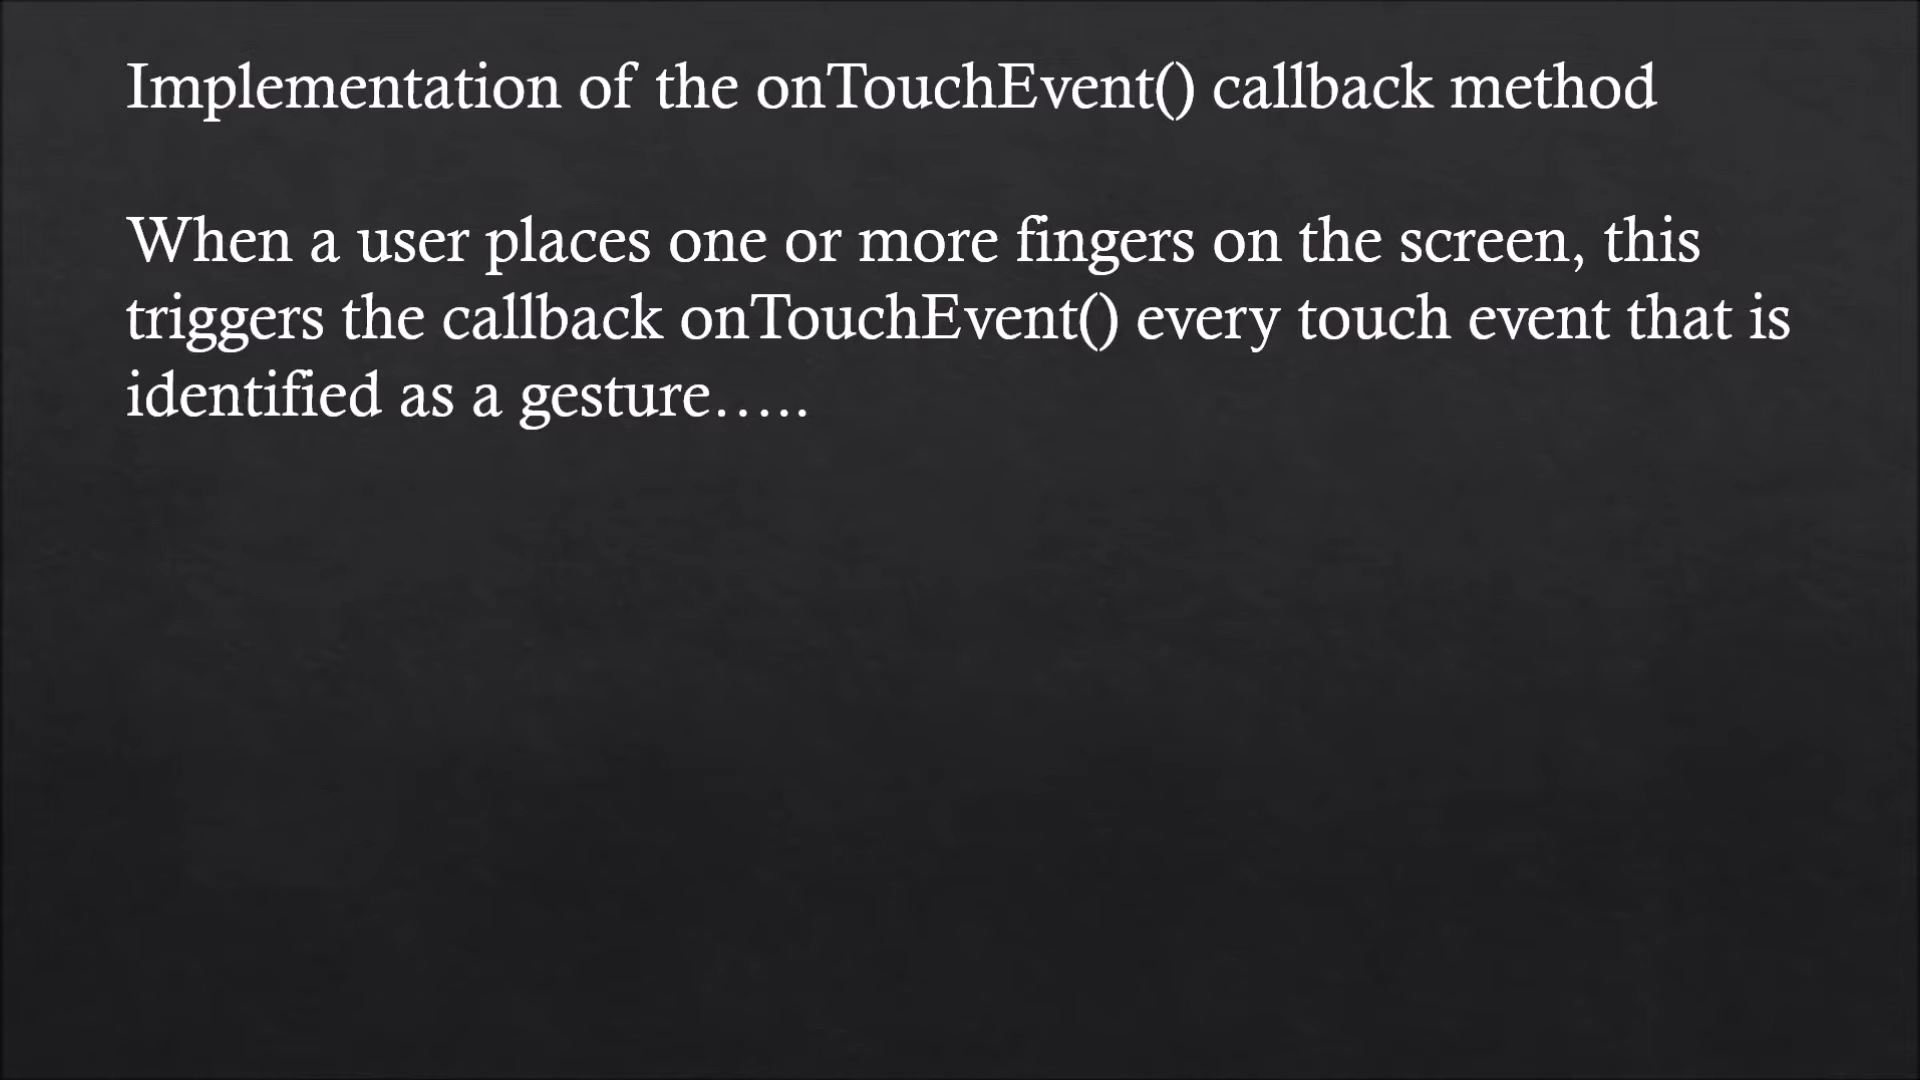 Implementation of the onTouchEvent() callback method
When a user places one or more fingers on the screen, this
triggers the callback onTouchEvent() every touch event that is
identified as a gesture…..